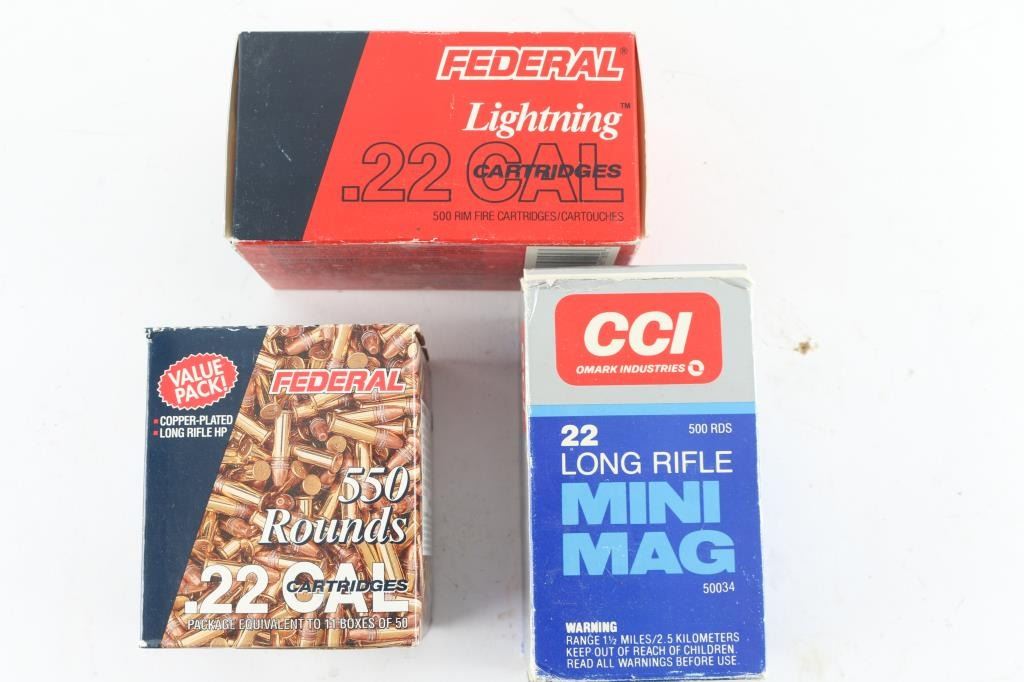 FEDERAL®
Lightning™
.22 CAL
CARTRIDGES
500 RIM FIRE CARTRIDGES/CARTOUCHES
VALUE
PACK!
COPPER-PLATED
LONG RIFLE HP
FEDERAL
550
Rounds
.22 CAL
CARTRIDGES
PACKAGE EQUIVALENT TO 11 BOXES OF 50
CCI
OMARK INDUSTRIES
22
500 RDS
LONG RIFLE
MINI
MAG
50034
WARNING
RANGE 1½ MILES/2.5 KILOMETERS
KEEP OUT OF REACH OF CHILDREN.
READ ALL WARNINGS BEFORE USE.